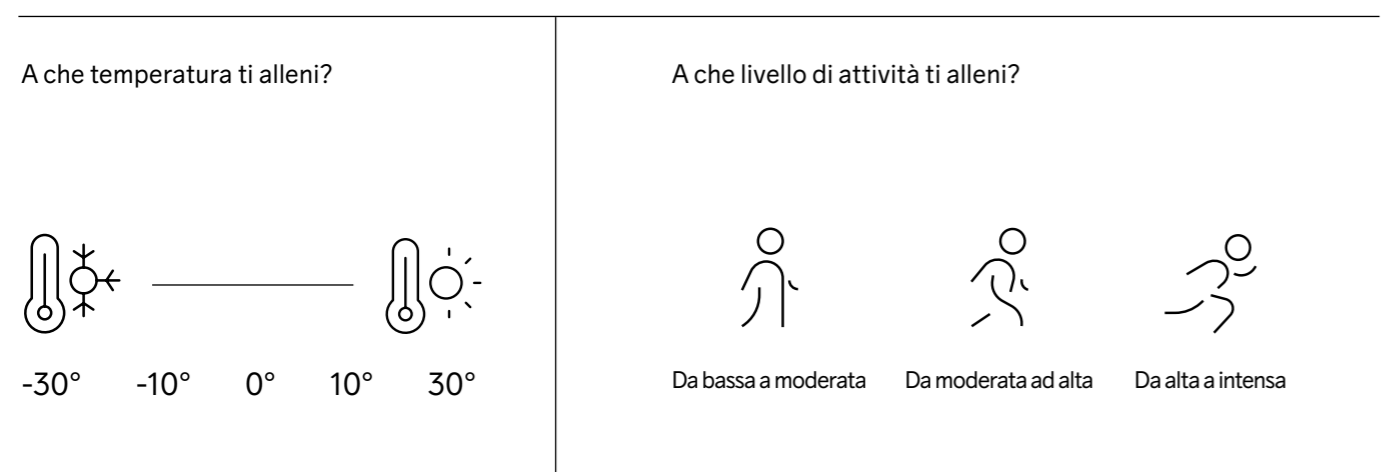 A che temperatura ti alleni?
-30° -10° 0° 10° 30°
A che livello di attività ti alleni?
Da bassa a moderata Da moderata ad alta Da alta a intensa